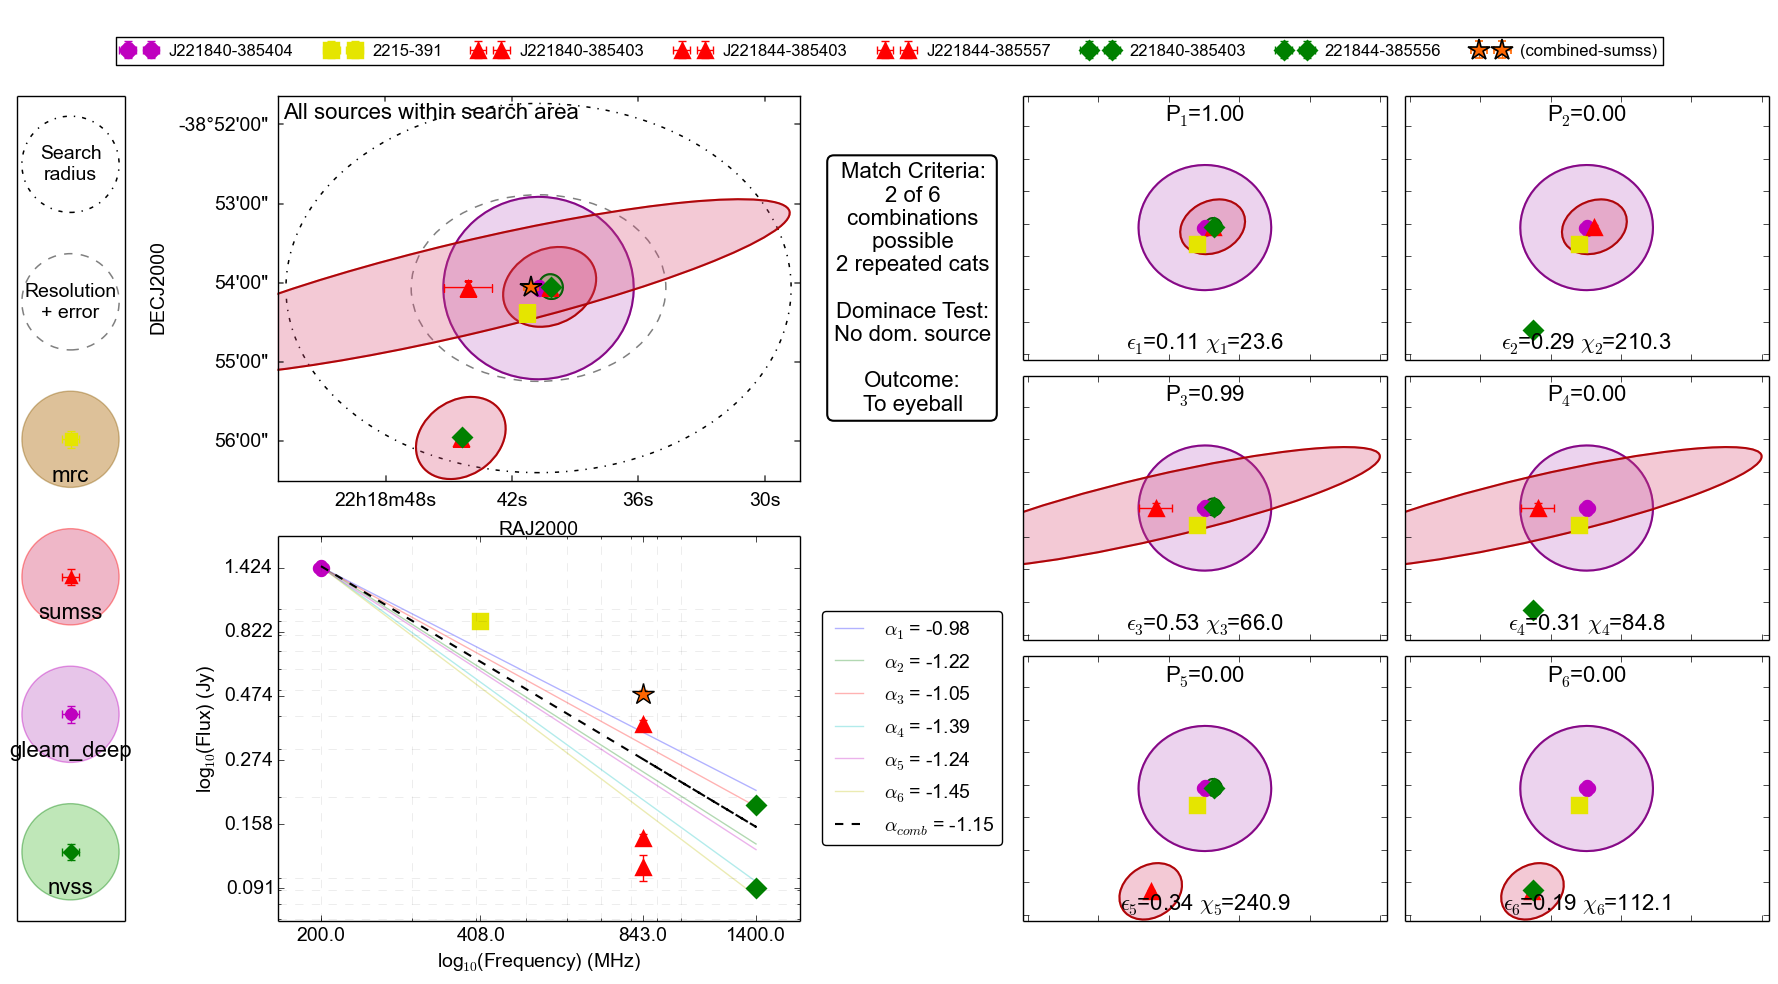 J221840-385404 2215-391 J221840-385403 J221844-385403 J221844-385557 221840-385403 221844-385556 (combined-sumss)
Search
radius
Resolution
+ error
mrc
sumss
gleam_deep
nvss
All sources within search area
DECJ2000
-38°52'00"
53'00"
54'00"
55'00"
56'00"
22h18m48s 42s 36s 30s
RAJ2000
Match Criteria:
2 of 6
combinations
possible
2 repeated cats
Dominace Test:
No dom. source
Outcome:
To eyeball
log₁₀(Flux) (Jy)
1.424
0.822
0.474
0.274
0.158
0.091
200.0 408.0 843.0 1400.0
log₁₀(Frequency) (MHz)
α₁ = -0.98
α₂ = -1.22
α₃ = -1.05
α₄ = -1.39
α₅ = -1.24
α₆ = -1.45
α_comb = -1.15
P₁=1.00
ϵ₁=0.11 χ₁=23.6
P₂=0.00
ϵ₂=0.29 χ₂=210.3
P₃=0.99
ϵ₃=0.53 χ₃=66.0
P₄=0.00
ϵ₄=0.31 χ₄=84.8
P₅=0.00
ϵ₅=0.34 χ₅=240.9
P₆=0.00
ϵ₆=0.19 χ₆=112.1